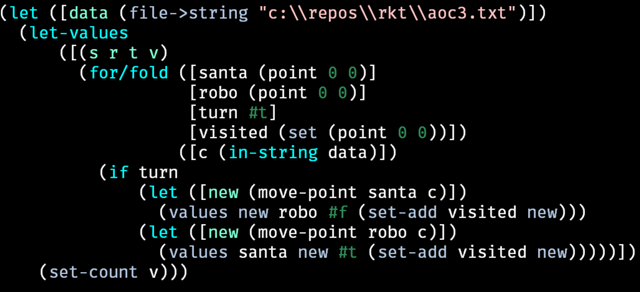 (let ([data (file->string "c:\\repos\\rkt\\aoc3.txt")])
  (let-values
      ([(s r t v)
        (for/fold ([santa (point 0 0)]
                   [robo (point 0 0)]
                   [turn #t]
                   [visited (set (point 0 0))])
                  ([c (in-string data)])
          (if turn
              (let ([new (move-point santa c)])
                (values new robo #f (set-add visited new)))
              (let ([new (move-point robo c)])
                (values santa new #t (set-add visited new)))))])
    (set-count v)))